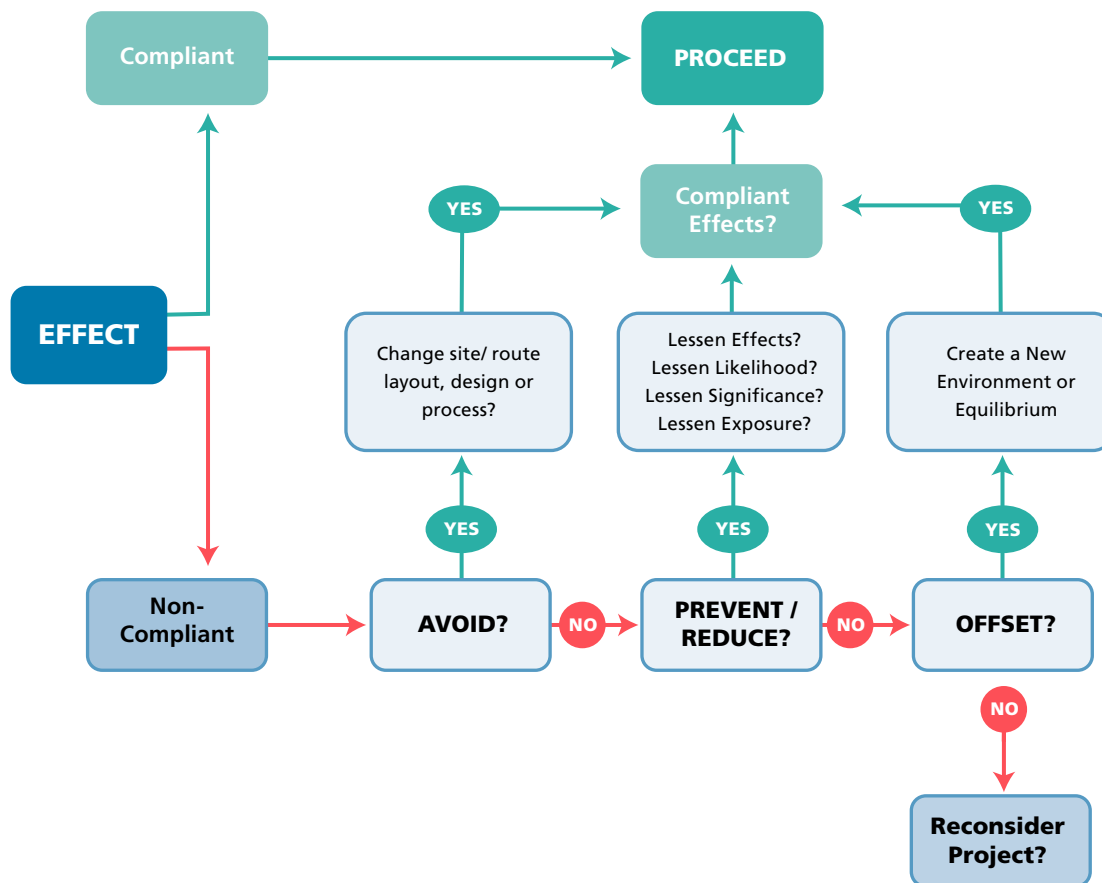 Compliant
PROCEED
YES
Compliant
Effects?
YES
EFFECT
Change site/ route
layout, design or
process?
Lessen Effects?
Lessen Likelihood?
Lessen Significance?
Lessen Exposure?
Create a New
Environment or
Equilibrium
YES
YES
YES
Non-
Compliant
AVOID?
NO
PREVENT /
REDUCE?
NO
OFFSET?
NO
Reconsider
Project?